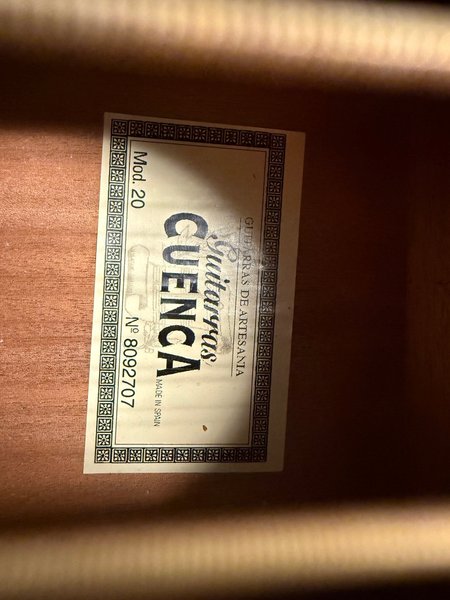 GUITARRAS DE ARTESANIA
Guitarras
CUENCA
MADE IN SPAIN
Mod. 20
Nº 8092707